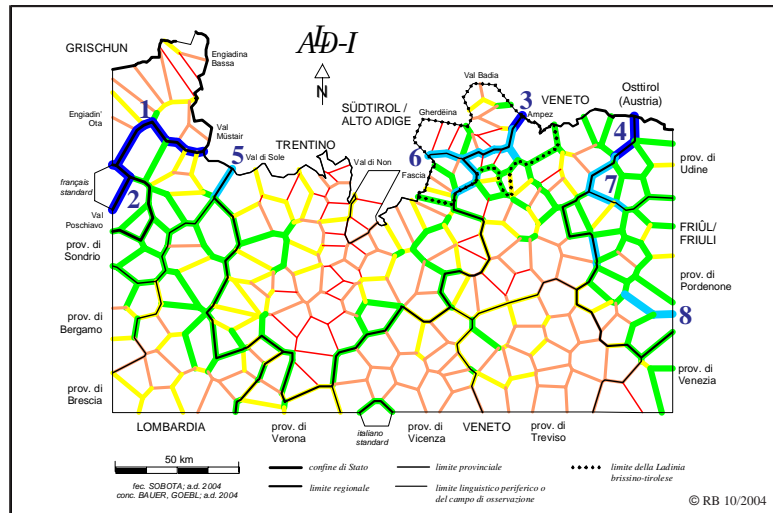 ALD-I
N
GRISCHUN
Engiadina
Bassa
Engiadin'
Ota
1
Val
Müstair
2
français
standard
Val
Poschiavo
prov. di
Sondrio
prov. di
Bergamo
prov. di
Brescia
5
Val di Sole
TRENTINO
Val di Non
SÜDTIROL /
ALTO ADIGE
Gherdëina
Val Badia
6
Fascia
3
Ampez
VENETO
Osttirol
(Austria)
4
7
prov. di
Udine
FRIÛL/
FRIULI
prov. di
Pordenone
8
prov. di
Venezia
LOMBARDIA
prov. di
Verona
italiano
standard
prov. di
Vicenza
VENETO
prov. di
Treviso
50 km
fec. SOBOTA; a.d. 2004
conc. BAUER, GOEBL; a.d. 2004
confine di Stato
limite regionale
limite provinciale
limite linguistico periferico o
del campo di osservazione
limite della Ladinia
brissino-tirolese
© RB 10/2004